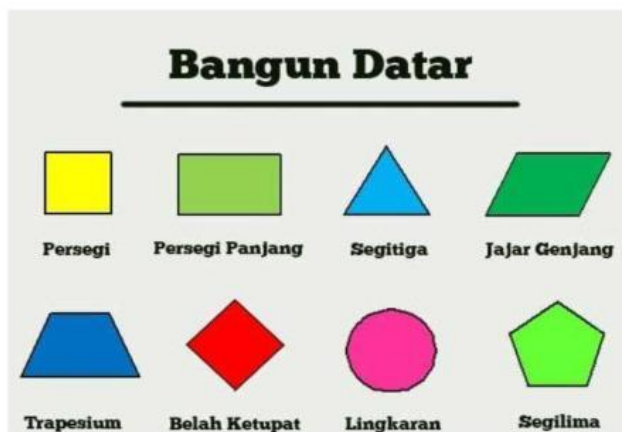 Bangun Datar
Persegi
Persegi Panjang
Segitiga
Jajar Genjang
Trapesium
Belah Ketupat
Lingkaran
Segilima